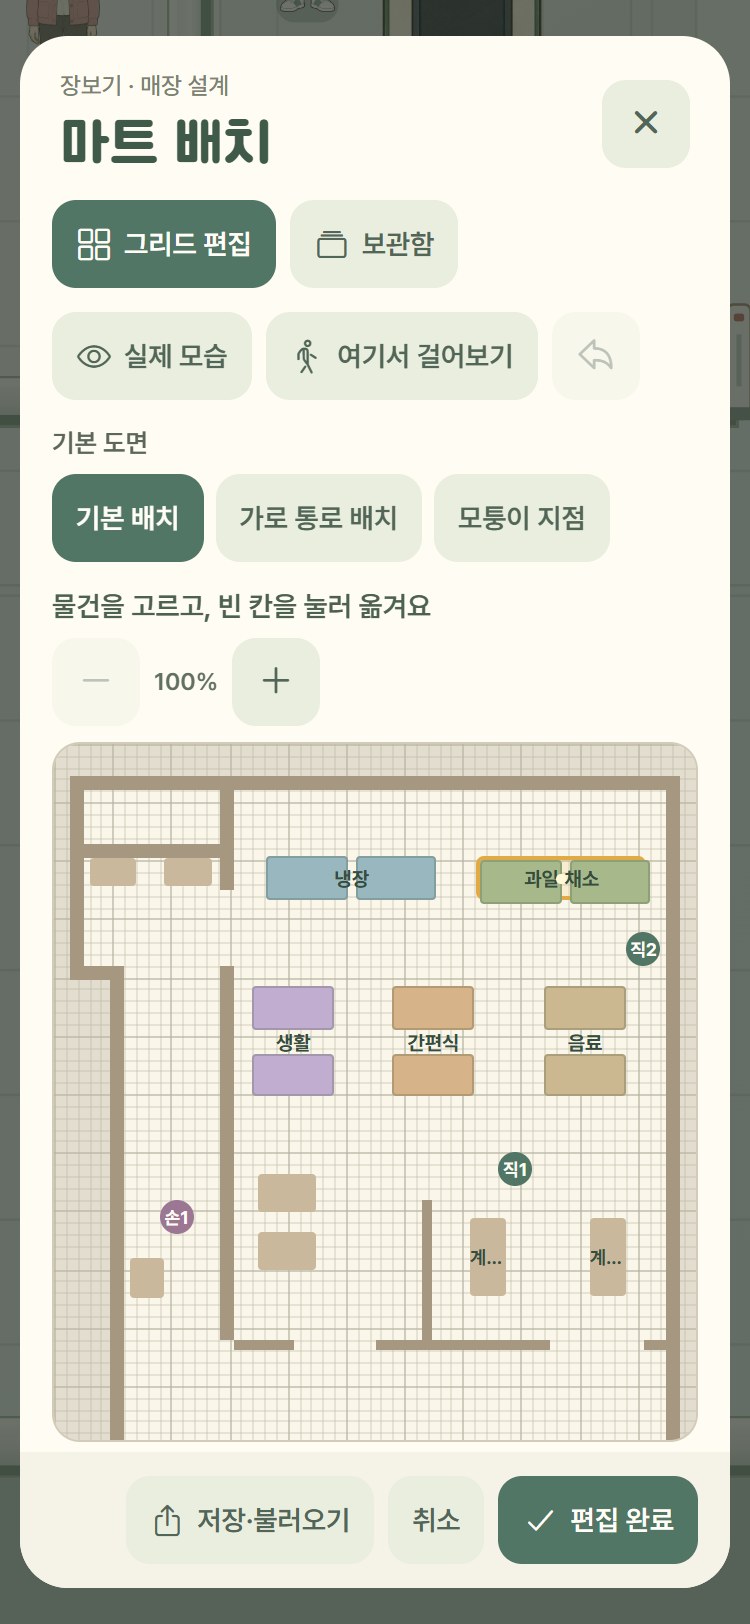 장보기 · 매장 설계
마트 배치
그리드 편집
보관함
실제 모습
여기서 걸어보기
기본 도면
기본 배치
가로 통로 배치
모퉁이 지점
물건을 고르고, 빈 칸을 눌러 옮겨요
100%
냉장
과일 채소
직2
생활
간편식
음료
직1
손1
계...
계...
저장·불러오기
취소
편집 완료